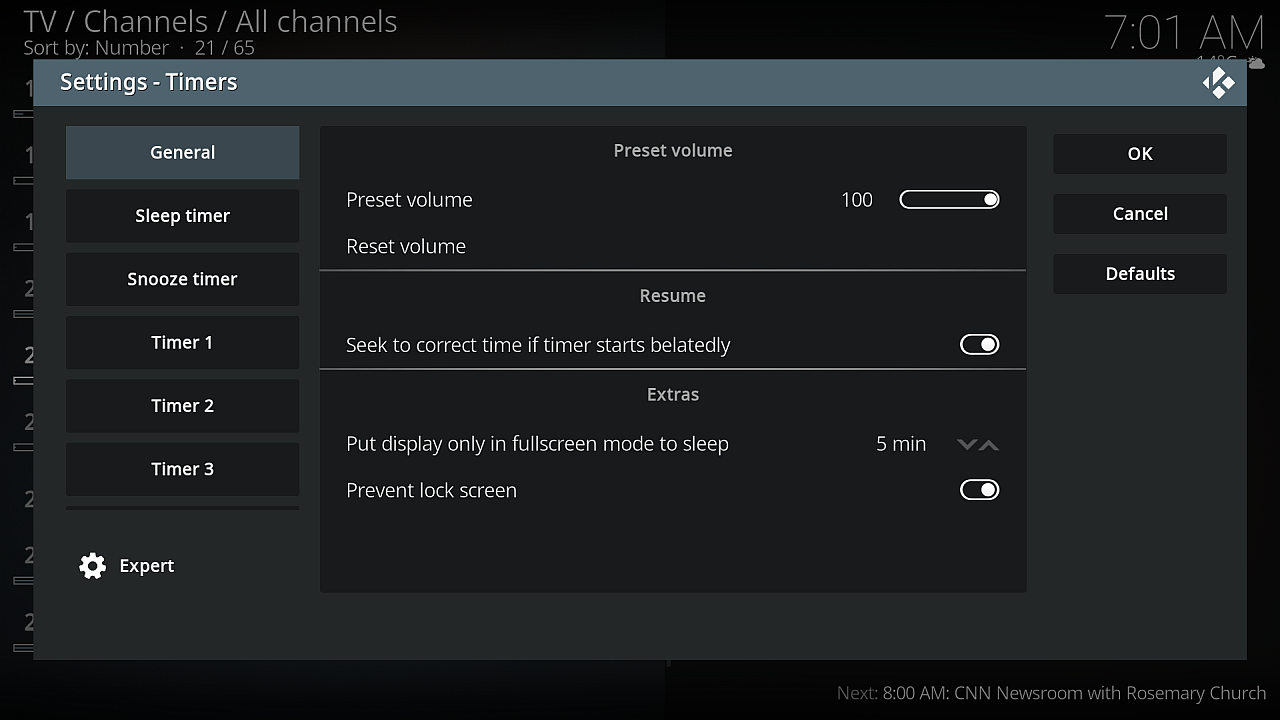 TV / Channels / All channels
Sort by: Number · 21 / 65
7:01 AM
Settings - Timers
General
Sleep timer
Snooze timer
Timer 1
Timer 2
Timer 3
Expert
Preset volume
Preset volume 100
Reset volume
Resume
Seek to correct time if timer starts belatedly
Extras
Put display only in fullscreen mode to sleep 5 min
Prevent lock screen
OK
Cancel
Defaults
Next: 8:00 AM: CNN Newsroom with Rosemary Church